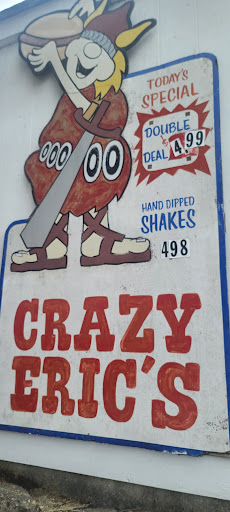 TODAY'S
SPECIAL
DOUBLE
DEAL 4.99
HAND DIPPED
SHAKES
498
CRAZY
ERIC'S